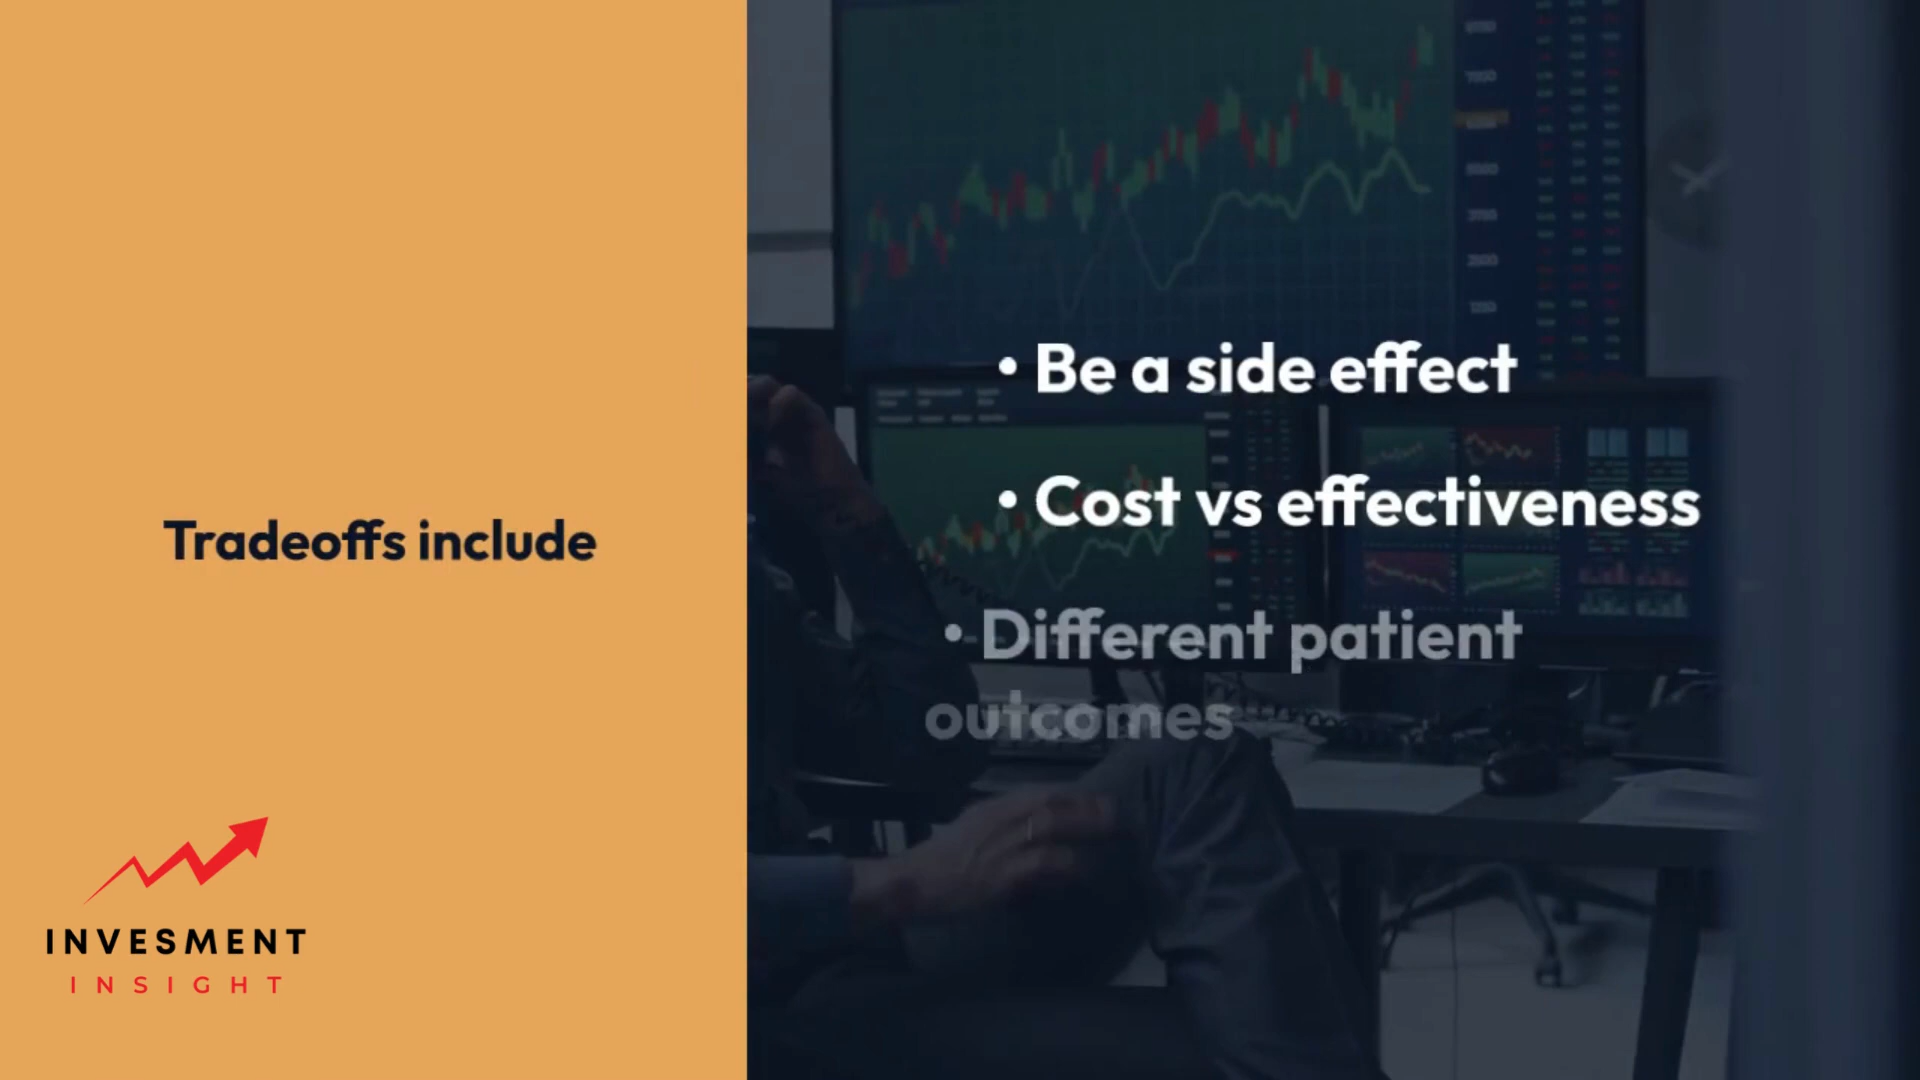 Tradeoffs include
• Be a side effect
• Cost vs effectiveness
• Different patient
outcomes
INVESMENT
INSIGHT